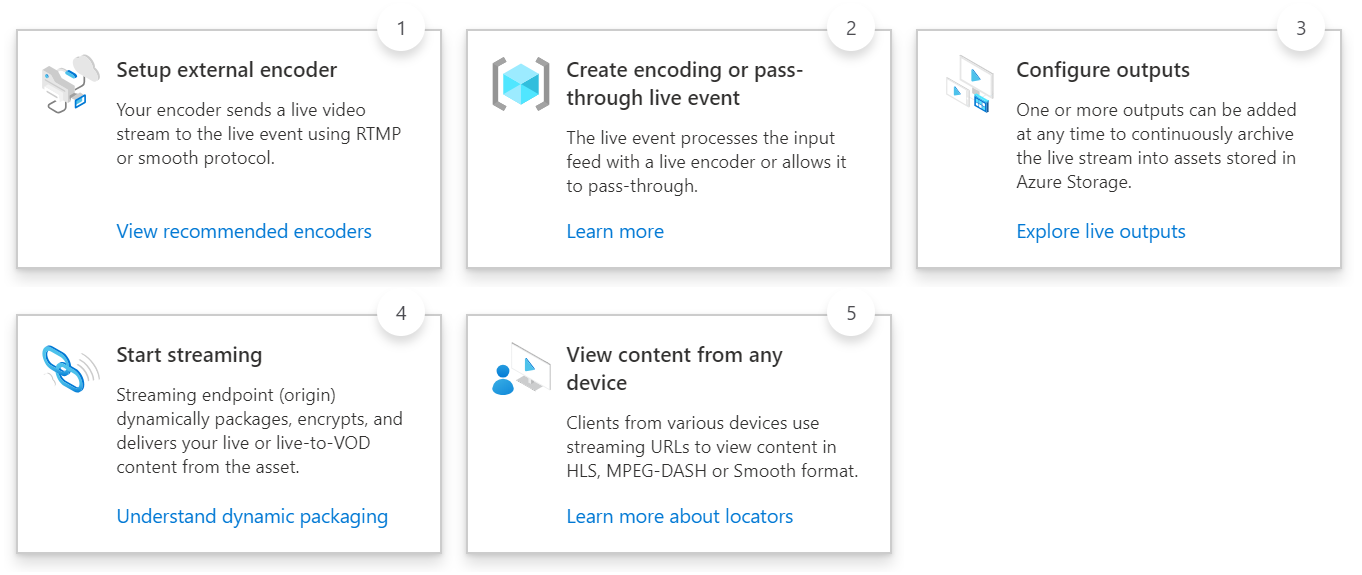 1
Setup external encoder
Your encoder sends a live video
stream to the live event using RTMP
or smooth protocol.
View recommended encoders
2
Create encoding or pass-
through live event
The live event processes the input
feed with a live encoder or allows it
to pass-through.
Learn more
3
Configure outputs
One or more outputs can be added
at any time to continuously archive
the live stream into assets stored in
Azure Storage.
Explore live outputs
4
Start streaming
Streaming endpoint (origin)
dynamically packages, encrypts, and
delivers your live or live-to-VOD
content from the asset.
Understand dynamic packaging
5
View content from any
device
Clients from various devices use
streaming URLs to view content in
HLS, MPEG-DASH or Smooth format.
Learn more about locators